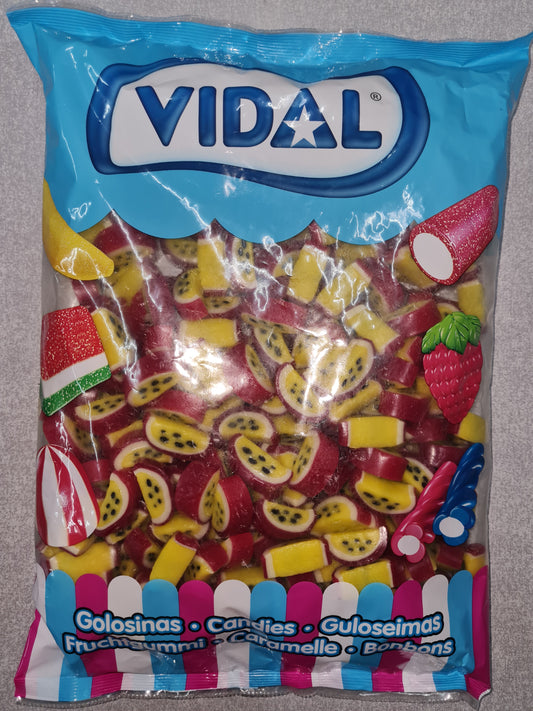 VIDAL®
Golosinas • Candies • Guloseimas
Fruchtgummi • Caramelle • Bonbons